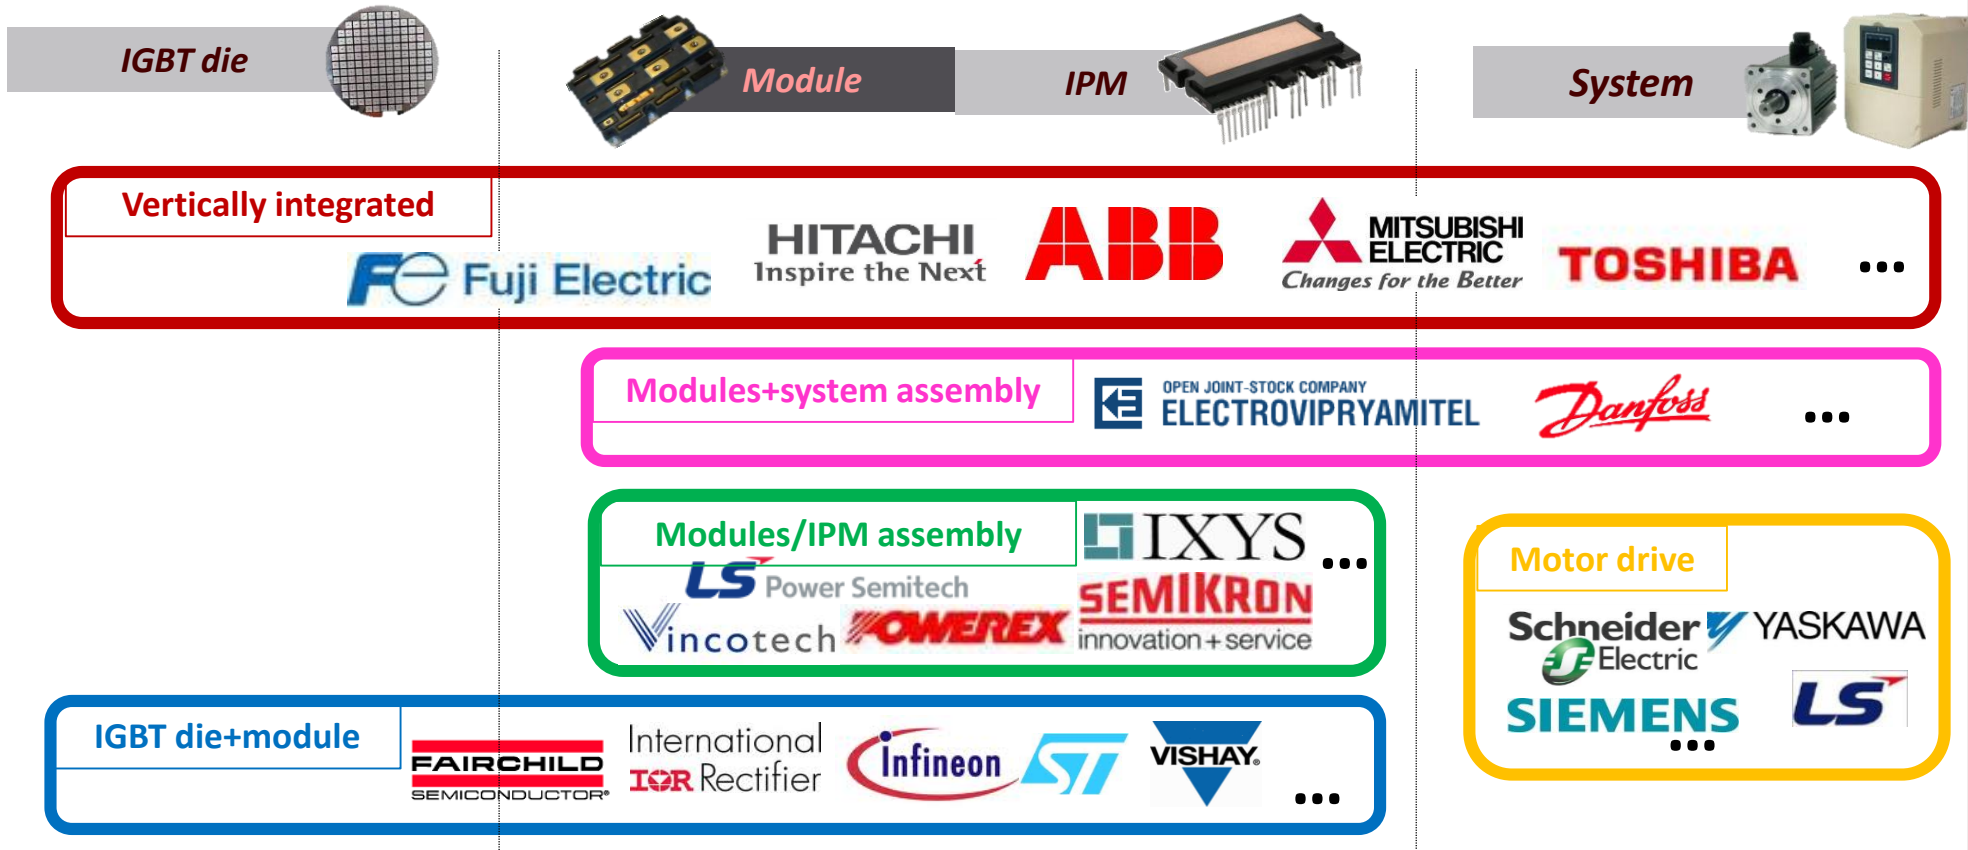 IGBT die
Module
IPM
System
Vertically integrated
Fe Fuji Electric
HITACHI
Inspire the Next
ABB
MITSUBISHI
ELECTRIC
Changes for the Better
TOSHIBA
...
Modules+system assembly
OPEN JOINT-STOCK COMPANY
ELECTROVIPRYAMITEL
Danfoss
...
Modules/IPM assembly
IXYS
...
LS Power Semitech
SEMIKRON
innovation+service
Vincotech
POWEREX
Motor drive
Schneider
Electric
YASKAWA
SIEMENS
LS
...
IGBT die+module
FAIRCHILD
SEMICONDUCTOR®
International
IOR Rectifier
Infineon
ST
VISHAY.
...